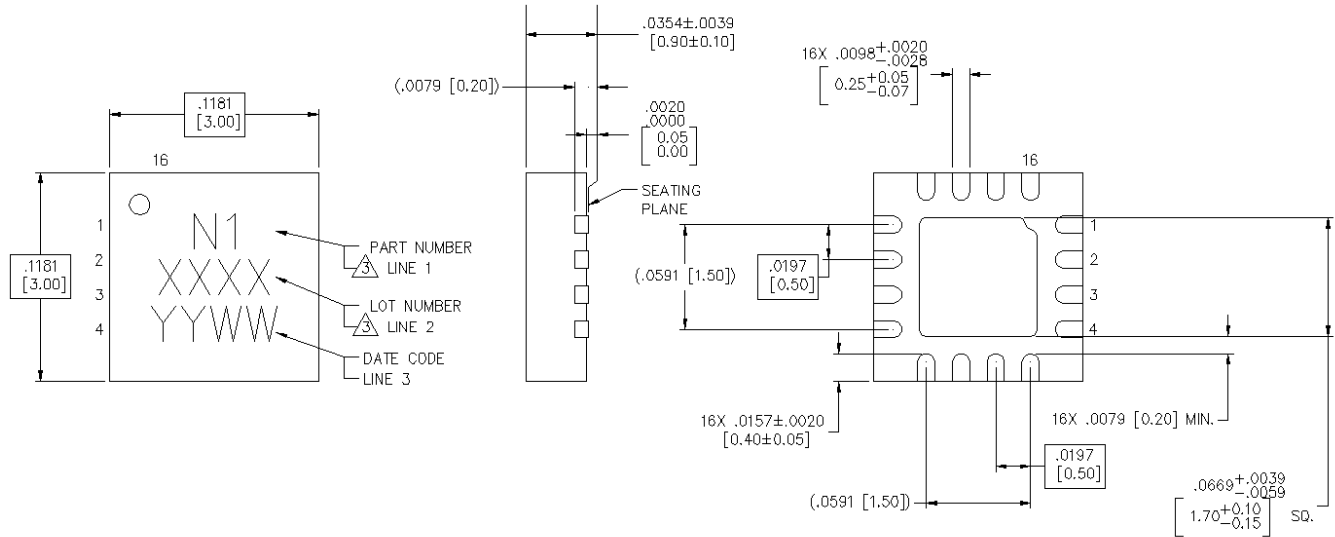 .1181
[3.00]
16
.1181
[3.00]
1
2
3
4
N1
XXXX
YYWW
PART NUMBER
3 LINE 1
LOT NUMBER
3 LINE 2
DATE CODE
LINE 3
.0354±.0039
[0.90±0.10]
(.0079 [0.20])
.0020
.0000
[0.05
0.00]
SEATING
PLANE
16X .0098+.0020
-.0028
[0.25+0.05
-0.07]
16
1
2
3
4
(.0591 [1.50])
.0197
[0.50]
16X .0157±.0020
[0.40±0.05]
16X .0079 [0.20] MIN.
.0197
[0.50]
(.0591 [1.50])
.0669+.0039
-.0059
[1.70+0.10
-0.15] SQ.